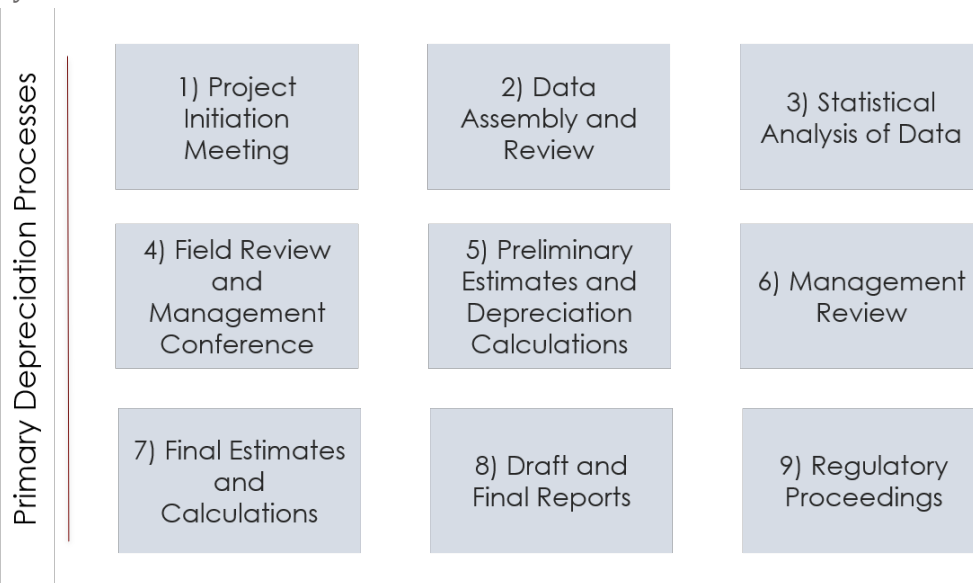 Primary Depreciation Processes
1) Project
Initiation
Meeting
2) Data
Assembly and
Review
3) Statistical
Analysis of Data
4) Field Review
and
Management
Conference
5) Preliminary
Estimates and
Depreciation
Calculations
6) Management
Review
7) Final Estimates
and
Calculations
8) Draft and
Final Reports
9) Regulatory
Proceedings